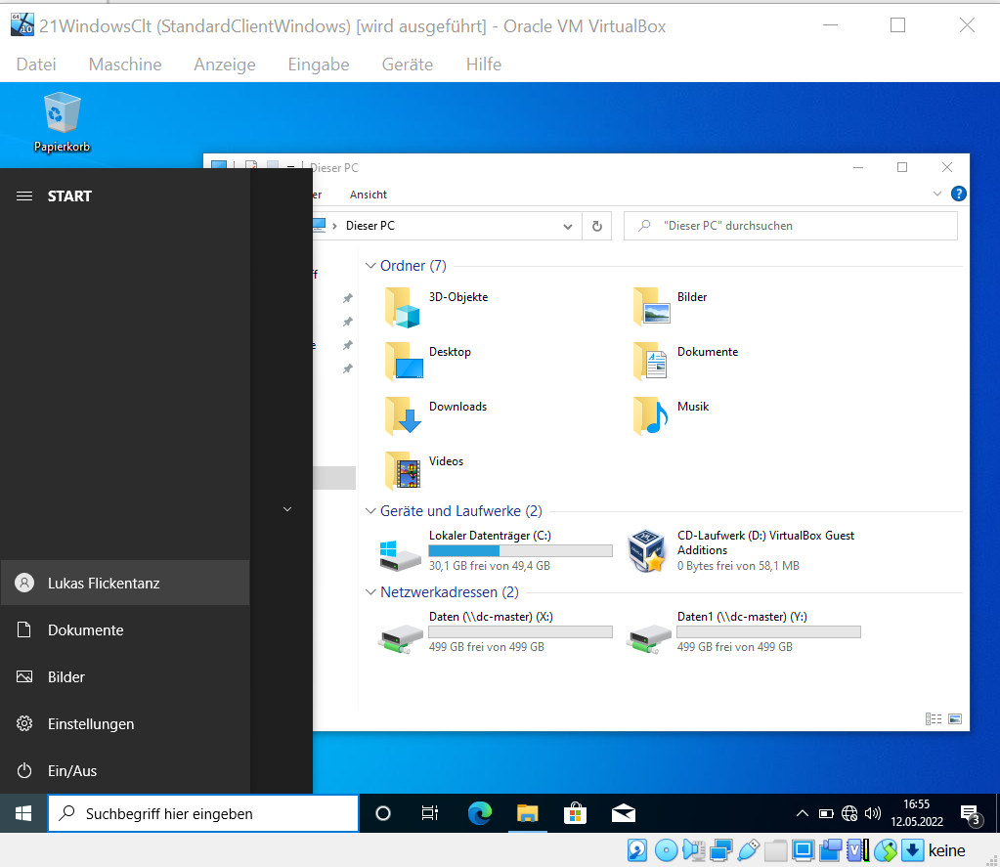 21WindowsClt (StandardClientWindows) [wird ausgeführt] - Oracle VM VirtualBox
Datei Maschine Anzeige Eingabe Geräte Hilfe
Papierkorb
Dieser PC
START
er Ansicht
Dieser PC
"Dieser PC" durchsuchen
ff
e
Ordner (7)
3D-Objekte
Bilder
Desktop
Dokumente
Downloads
Musik
Videos
Geräte und Laufwerke (2)
Lokaler Datenträger (C:)
30,1 GB frei von 49,4 GB
CD-Laufwerk (D:) VirtualBox Guest
Additions
0 Bytes frei von 58,1 MB
Netzwerkadressen (2)
Daten (\\dc-master) (X:)
499 GB frei von 499 GB
Daten1 (\\dc-master) (Y:)
499 GB frei von 499 GB
Lukas Flickentanz
Dokumente
Bilder
Einstellungen
Ein/Aus
Suchbegriff hier eingeben
16:55
12.05.2022
3
keine